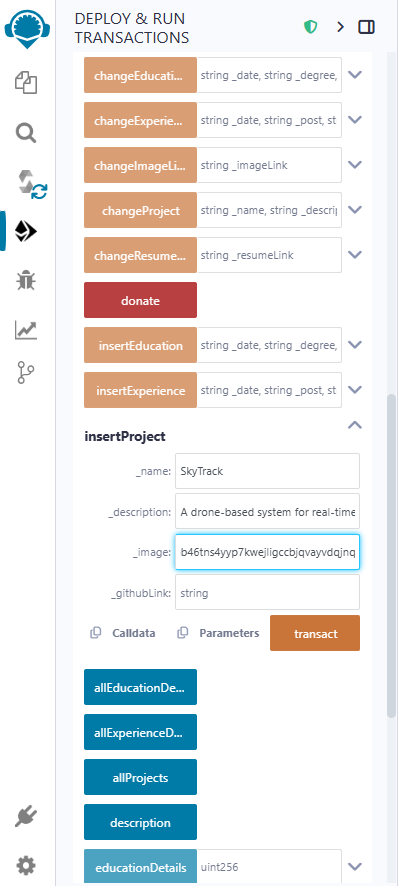 DEPLOY & RUN
TRANSACTIONS
changeEducati... string _date, string _degree,
changeExperie... string _date, string _post, st
changeImageLi... string _imageLink
changeProject string _name, string _descrip
changeResume... string _resumeLink
donate
insertEducation string _date, string _degree,
insertExperience string _date, string _post, st
insertProject
_name: SkyTrack
_description: A drone-based system for real-time
_image: b46tns4yyp7kwejligccbjqvayvdqjnq
_githubLink: string
Calldata Parameters transact
allEducationDe...
allExperienceD...
allProjects
description
educationDetails uint256